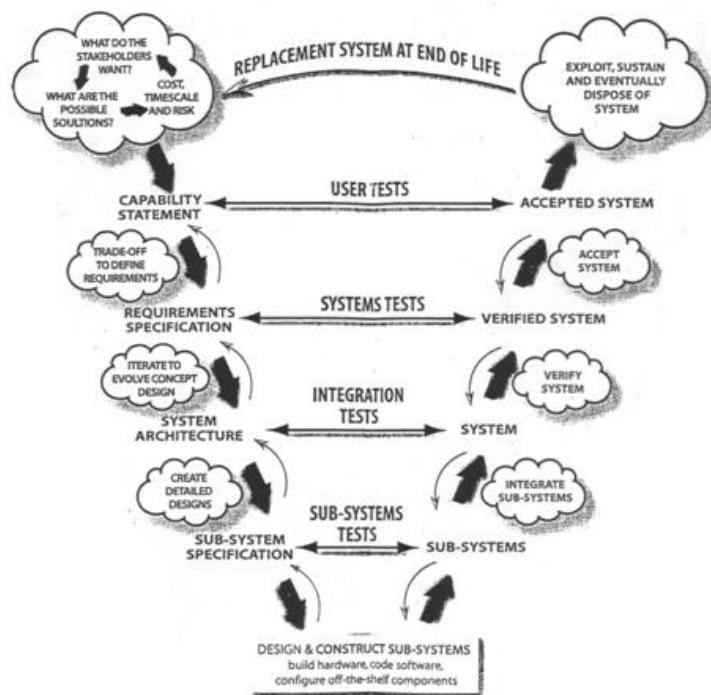 WHAT DO THE
STAKEHOLDERS
WANT?
COST,
TIMESCALE
AND RISK
WHAT ARE THE
POSSIBLE
SOULTIONS?
REPLACEMENT SYSTEM AT END OF LIFE
EXPLOIT, SUSTAIN
AND EVENTUALLY
DISPOSE OF
SYSTEM
CAPABILITY
STATEMENT
USER TESTS
ACCEPTED SYSTEM
TRADE-OFF
TO DEFINE
REQUIREMENTS
ACCEPT
SYSTEM
REQUIREMENTS
SPECIFICATION
SYSTEMS TESTS
VERIFIED SYSTEM
ITERATE TO
EVOLVE CONCEPT
DESIGN
VERIFY
SYSTEM
SYSTEM
ARCHITECTURE
INTEGRATION
TESTS
SYSTEM
CREATE
DETAILED
DESIGNS
INTEGRATE
SUB-SYSTEMS
SUB-SYSTEM
SPECIFICATION
SUB-SYSTEMS
TESTS
SUB-SYSTEMS
DESIGN & CONSTRUCT SUB-SYSTEMS
build hardware, code software,
configure off-the-shelf components